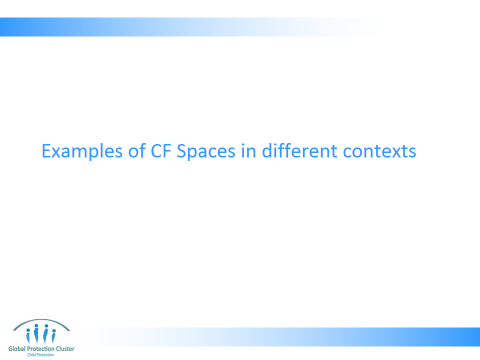 Examples of CF Spaces in different contexts
Global Protection Cluster
Child Protection